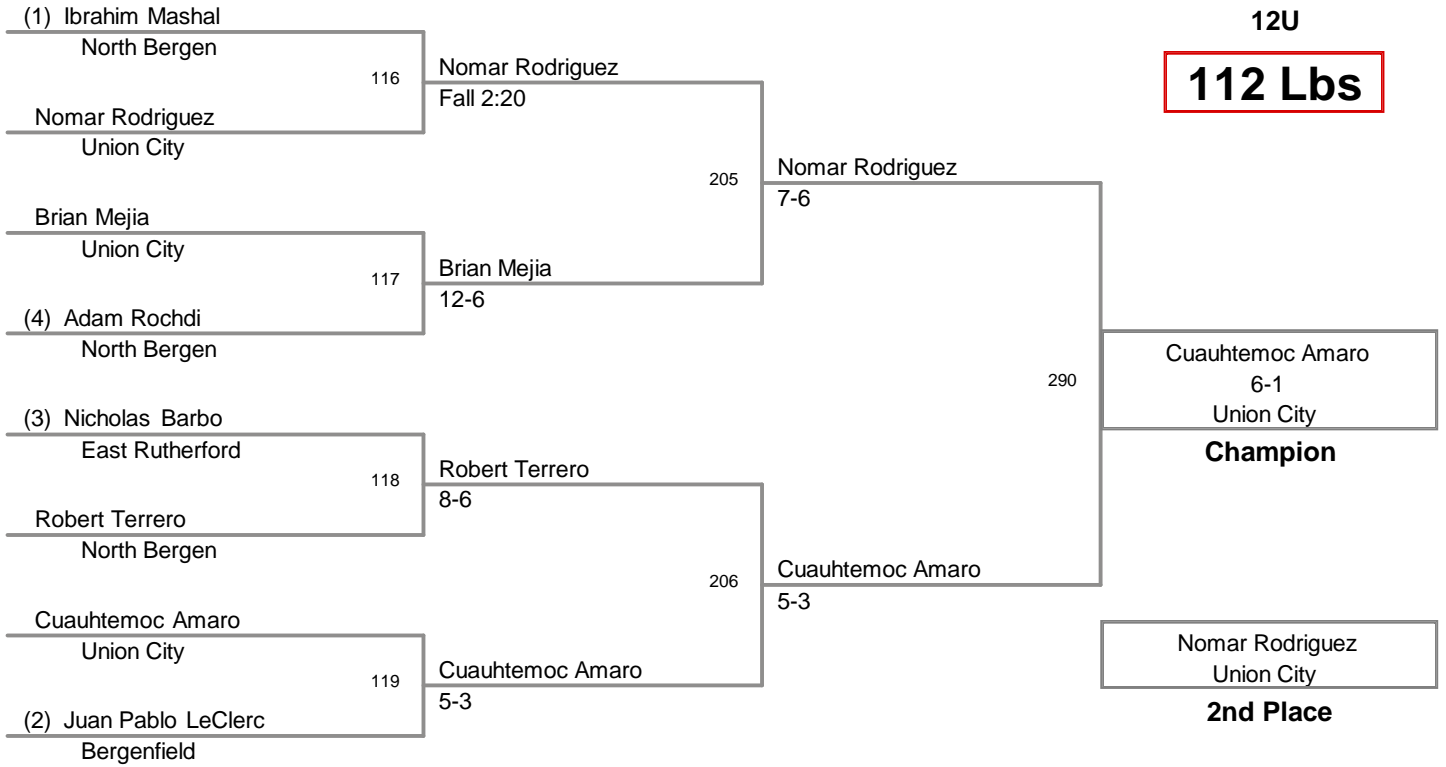 (1) Ibrahim Mashal
North Bergen
116
Nomar Rodriguez
Union City
Nomar Rodriguez
Fall 2:20
Brian Mejia
Union City
117
(4) Adam Rochdi
North Bergen
Brian Mejia
12-6
205
Nomar Rodriguez
7-6
(3) Nicholas Barbo
East Rutherford
118
Robert Terrero
North Bergen
Robert Terrero
8-6
Cuauhtemoc Amaro
Union City
119
(2) Juan Pablo LeClerc
Bergenfield
Cuauhtemoc Amaro
5-3
206
Cuauhtemoc Amaro
5-3
290
12U
112 Lbs
Cuauhtemoc Amaro
6-1
Union City
Champion
Nomar Rodriguez
Union City
2nd Place